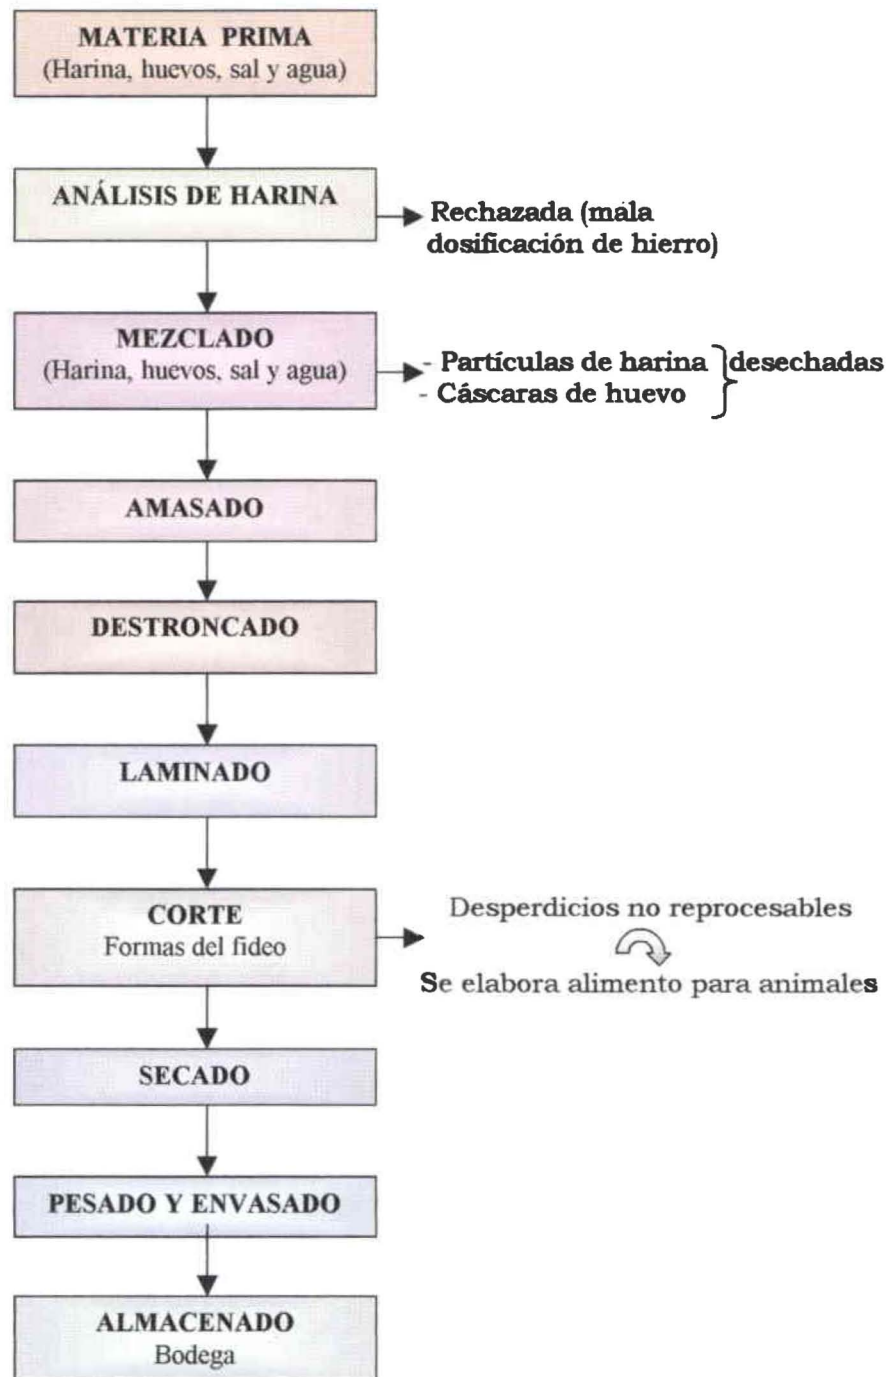 MATERIA PRIMA
(Harina, huevos, sal y agua)
ANÁLISIS DE HARINA
Rechazada (mala
dosificación de hierro)
MEZCLADO
(Harina, huevos, sal y agua)
- Partículas de harina } desechadas
- Cáscaras de huevo
AMASADO
DESTRONCADO
LAMINADO
CORTE
Formas del fideo
Desperdicios no reprocesables
Se elabora alimento para animales
SECADO
PESADO Y ENVASADO
ALMACENADO
Bodega